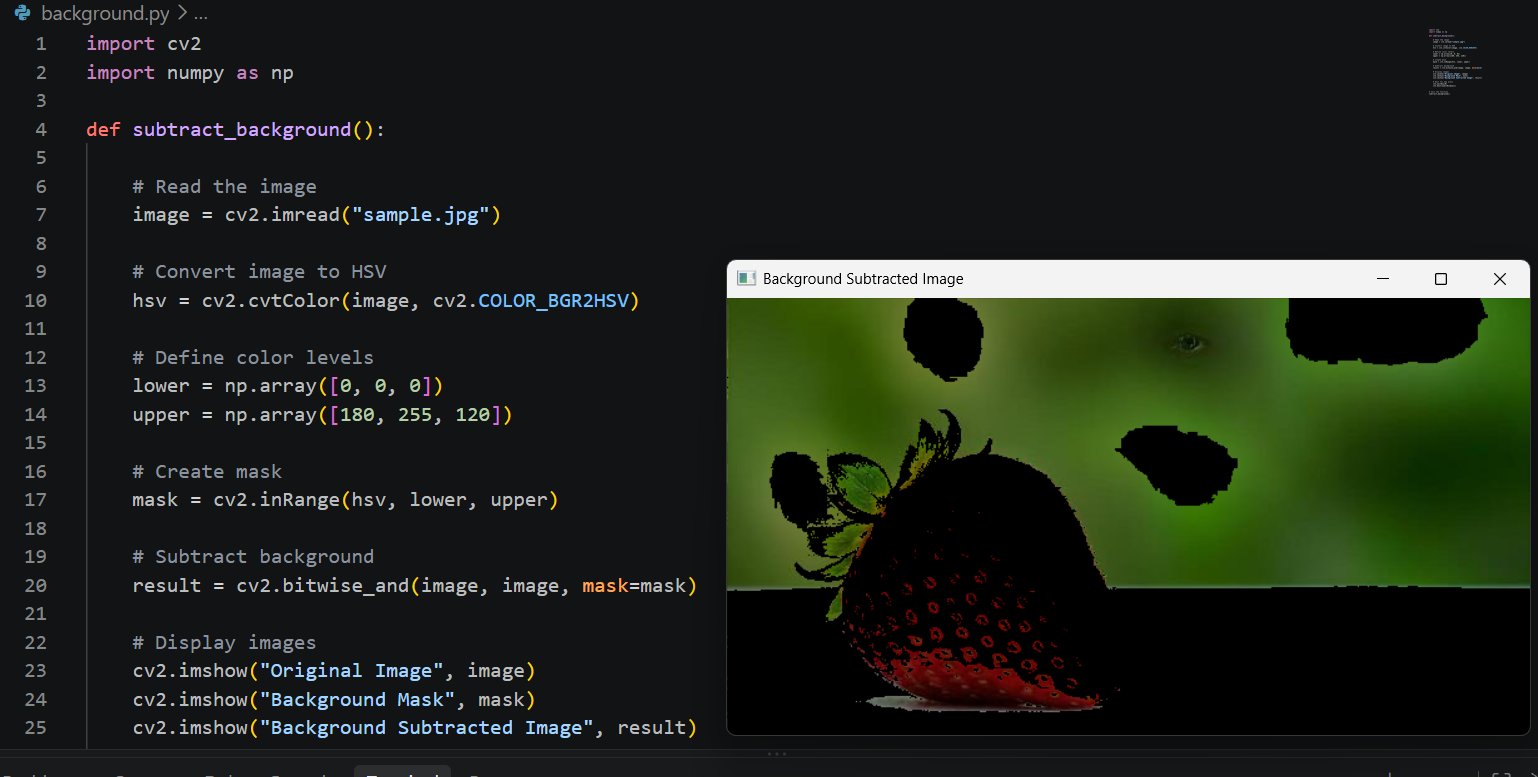 background.py > ...
1 import cv2
2 import numpy as np
3
4 def subtract_background():
5
6 # Read the image
7 image = cv2.imread("sample.jpg")
8
9 # Convert image to HSV
10 hsv = cv2.cvtColor(image, cv2.COLOR_BGR2HSV)
11
12 # Define color levels
13 lower = np.array([0, 0, 0])
14 upper = np.array([180, 255, 120])
15
16 # Create mask
17 mask = cv2.inRange(hsv, lower, upper)
18
19 # Subtract background
20 result = cv2.bitwise_and(image, image, mask=mask)
21
22 # Display images
23 cv2.imshow("Original Image", image)
24 cv2.imshow("Background Mask", mask)
25 cv2.imshow("Background Subtracted Image", result)
Background Subtracted Image